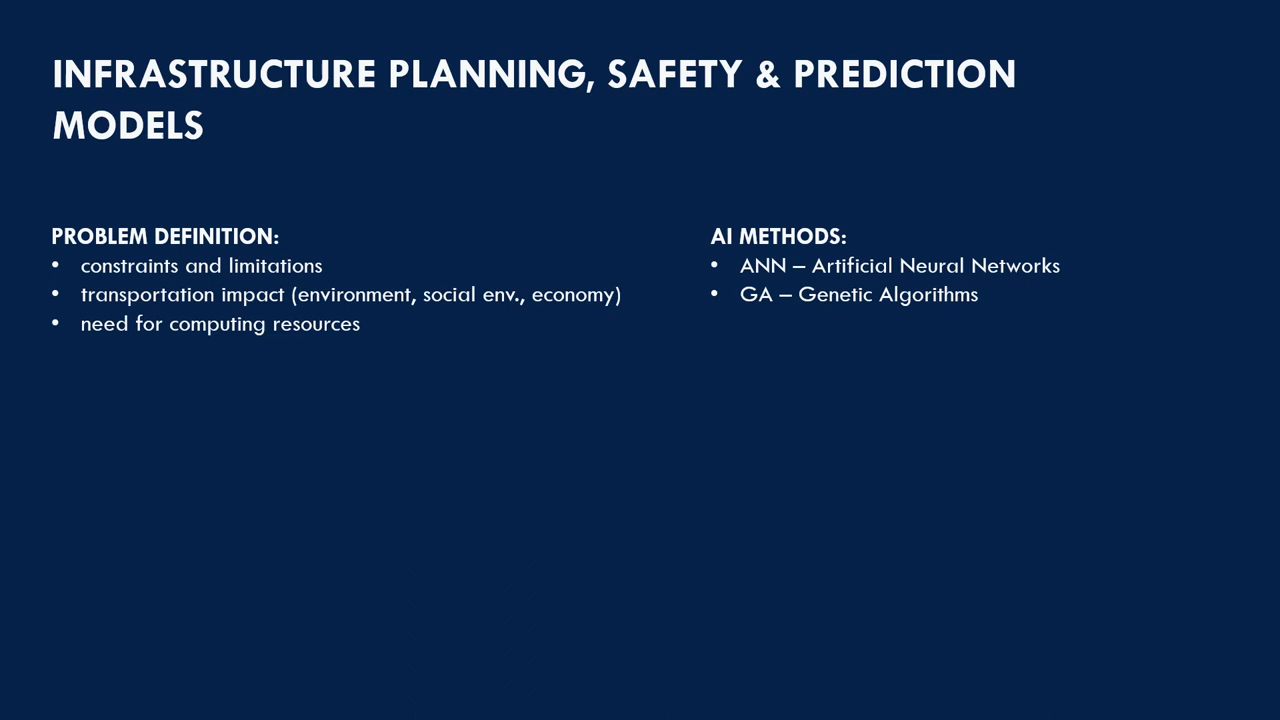 INFRASTRUCTURE PLANNING, SAFETY & PREDICTION
MODELS
PROBLEM DEFINITION:
• constraints and limitations
• transportation impact (environment, social env., economy)
• need for computing resources
AI METHODS:
• ANN – Artificial Neural Networks
• GA – Genetic Algorithms